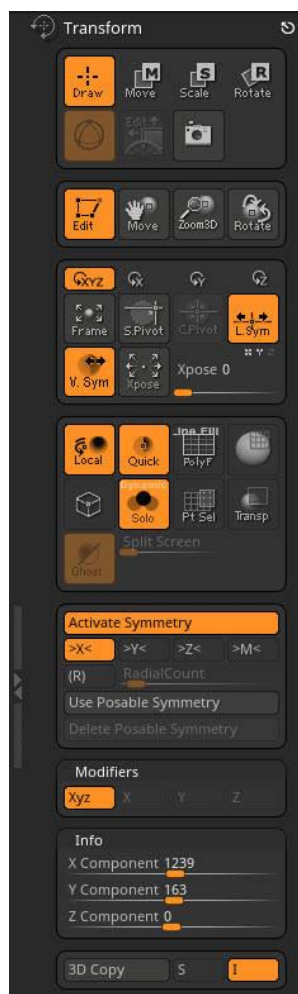 Transform
M S R
Draw Move Scale Rotate
Edit
Edit Move Zoom3D Rotate
XYZ X Y Z
Frame S.Pivot C.Pivot L.Sym
X Y Z
V. Sym Xpose Xpose 0
Line Fill
Local Quick PolyF
Dynamic
Solo Pt Sel Transp
Ghost Split Screen
Activate Symmetry
>X< >Y< >Z< >M<
(R) RadialCount
Use Posable Symmetry
Delete Posable Symmetry
Modifiers
Xyz X Y Z
Info
X Component 1239
Y Component 163
Z Component 0
3D Copy S I